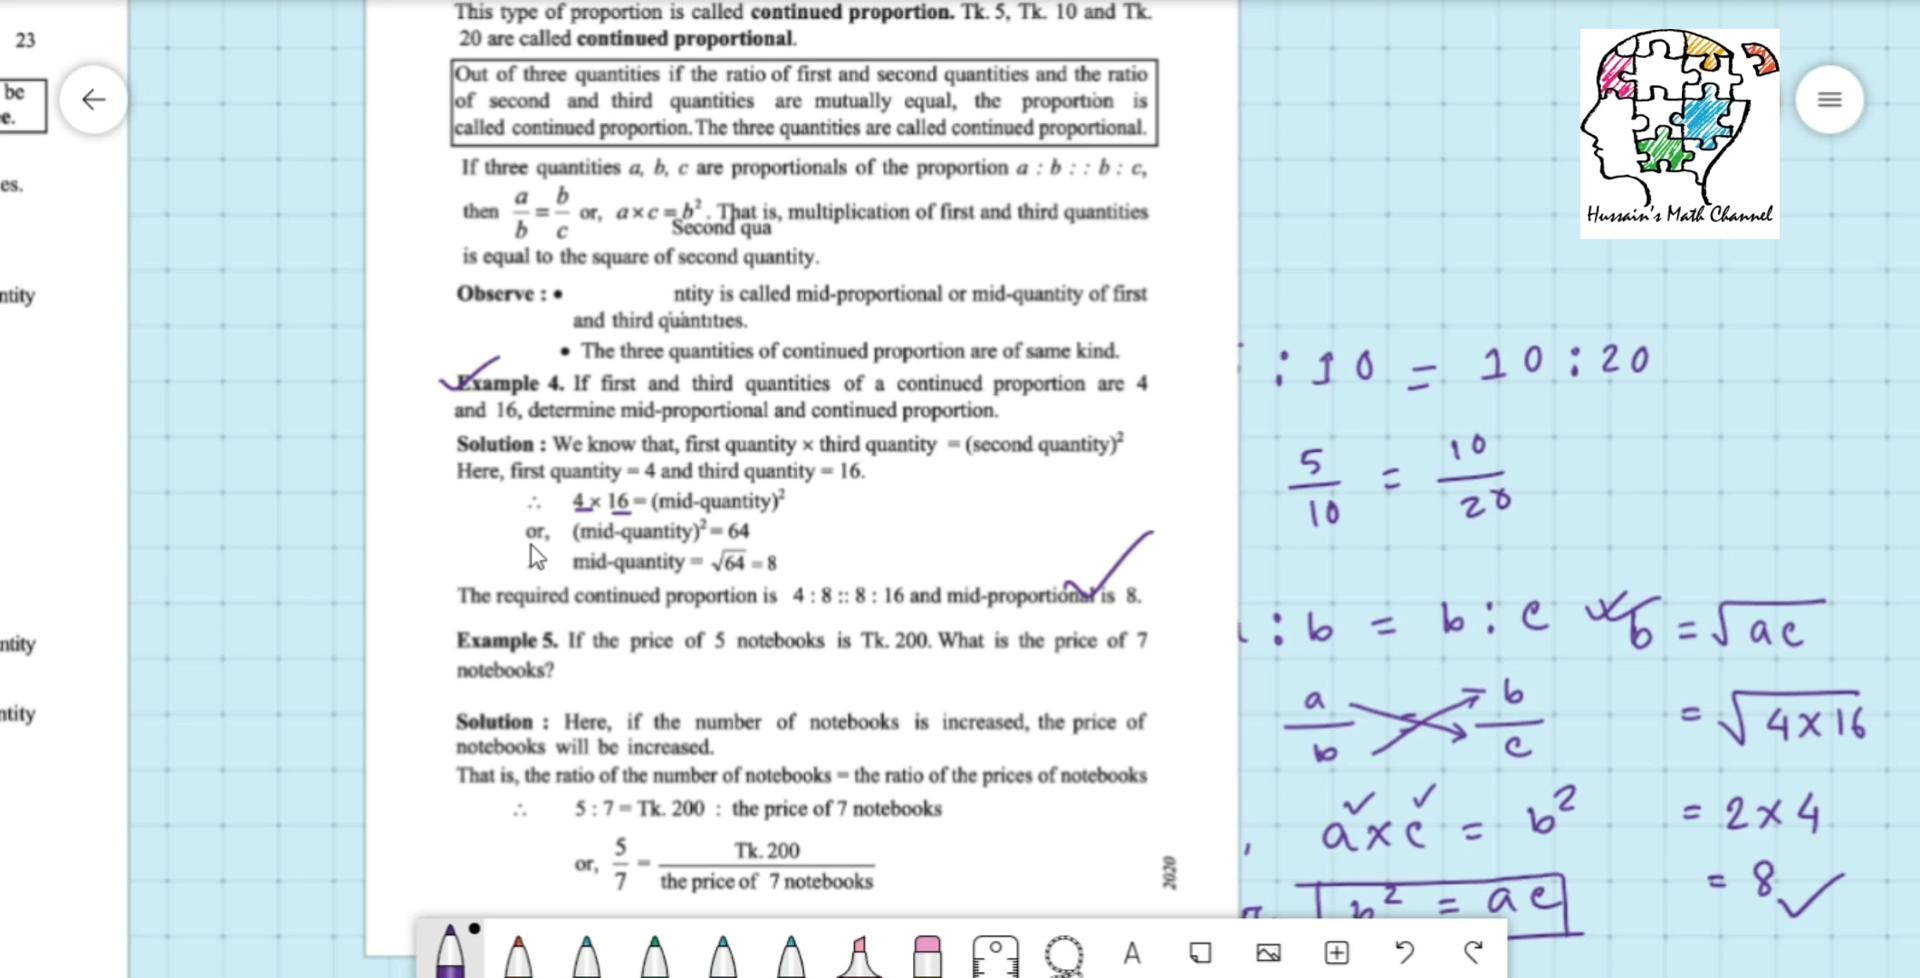 23
be
e.
es.
ntity
ntity
ntity
This type of proportion is called continued proportion. Tk. 5, Tk. 10 and Tk.
20 are called continued proportional.
Out of three quantities if the ratio of first and second quantities and the ratio
of second and third quantities are mutually equal, the proportion is
called continued proportion. The three quantities are called continued proportional.
If three quantities a, b, c are proportionals of the proportion a : b : : b : c,
then a/b = b/c or, a×c = b². That is, multiplication of first and third quantities
Second qua
is equal to the square of second quantity.
Observe : • ntity is called mid-proportional or mid-quantity of first
and third quantities.
• The three quantities of continued proportion are of same kind.
Example 4. If first and third quantities of a continued proportion are 4
and 16, determine mid-proportional and continued proportion.
Solution : We know that, first quantity × third quantity = (second quantity)²
Here, first quantity = 4 and third quantity = 16.
∴ 4 × 16 = (mid-quantity)²
or, (mid-quantity)² = 64
mid-quantity = √64 = 8
The required continued proportion is 4 : 8 :: 8 : 16 and mid-proportional is 8.
Example 5. If the price of 5 notebooks is Tk. 200. What is the price of 7
notebooks?
Solution : Here, if the number of notebooks is increased, the price of
notebooks will be increased.
That is, the ratio of the number of notebooks = the ratio of the prices of notebooks
∴ 5 : 7 = Tk. 200 : the price of 7 notebooks
or, 5/7 = Tk. 200/the price of 7 notebooks
2020
Hussain's Math Channel
: 10 = 10 : 20
5/10 = 10/20
: b = b : c
b = √ac
a/b b/c
= √4×16
a×c = b²
= 2×4
b² = ac
= 8
A